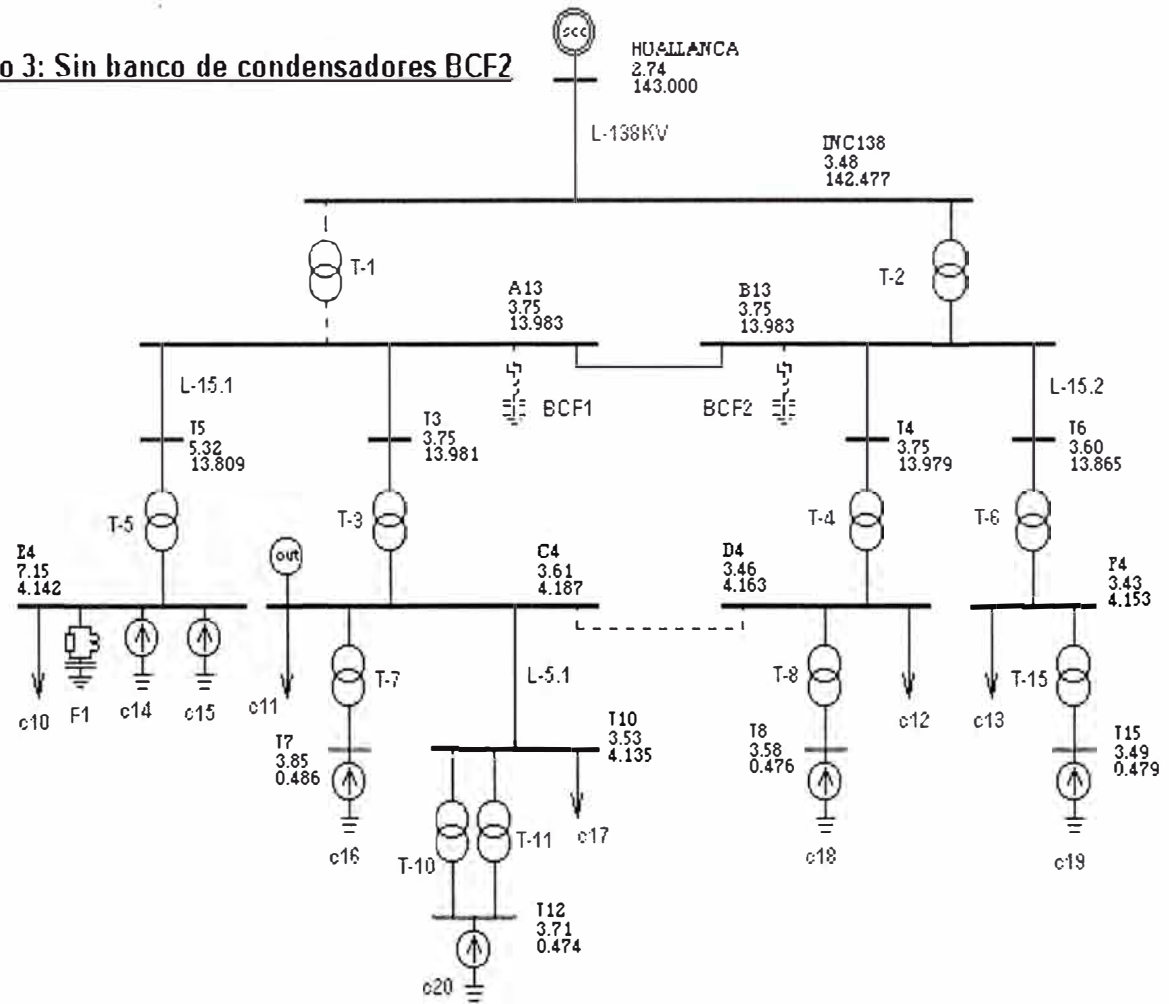 o 3: Sin banco de condensadores BCF2
scc
HUALLANCA
2.74
143.000
L-138KV
INC138
3.48
142.477
T-1
T-2
A13
3.75
13.983
B13
3.75
13.983
L-15.1
BCF1
BCF2
L-15.2
T5
5.32
13.809
T3
3.75
13.981
T4
3.75
13.979
T6
3.60
13.865
T-5
T-3
T-4
T-6
E4
7.15
4.142
out
C4
3.61
4.187
D4
3.46
4.163
F4
3.43
4.153
c10
F1
c14
c15
c11
T-7
L-5.1
T-8
c12
c13
T-15
T7
3.85
0.486
T10
3.53
4.135
T8
3.58
0.476
T15
3.49
0.479
c16
T-10
T-11
c17
c18
c19
T12
3.71
0.474
c20